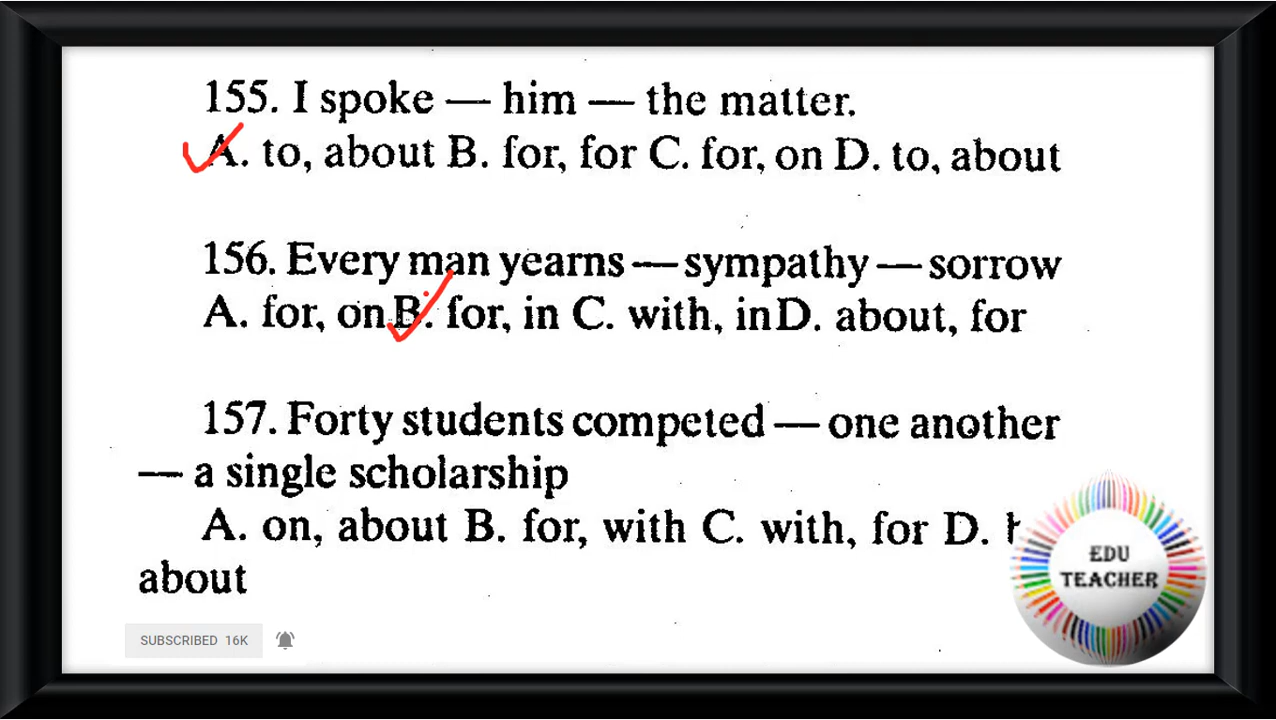 155. I spoke — him — the matter.
A. to, about B. for, for C. for, on D. to, about
156. Every man yearns — sympathy — sorrow
A. for, on B. for, in C. with, in D. about, for
157. Forty students competed — one another
— a single scholarship
A. on, about B. for, with C. with, for D.
about
EDU
TEACHER
SUBSCRIBED 16K